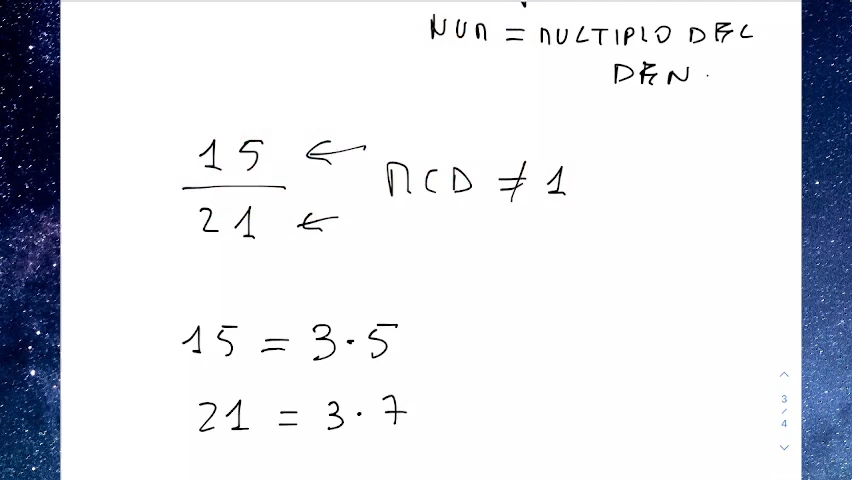 NUM = MULTIPLO DEL
DEN.
15
21
MCD ≠ 1
15 = 3·5
21 = 3·7
3
/
4